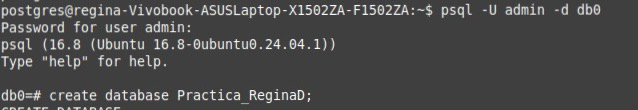 postgres@regina-Vivobook-ASUSLaptop-X1502ZA-F1502ZA:~$ psql -U admin -d db0
Password for user admin:
psql (16.8 (Ubuntu 16.8-0ubuntu0.24.04.1))
Type "help" for help.
db0=# create database Practica_ReginaD;
CREATE DATABASE